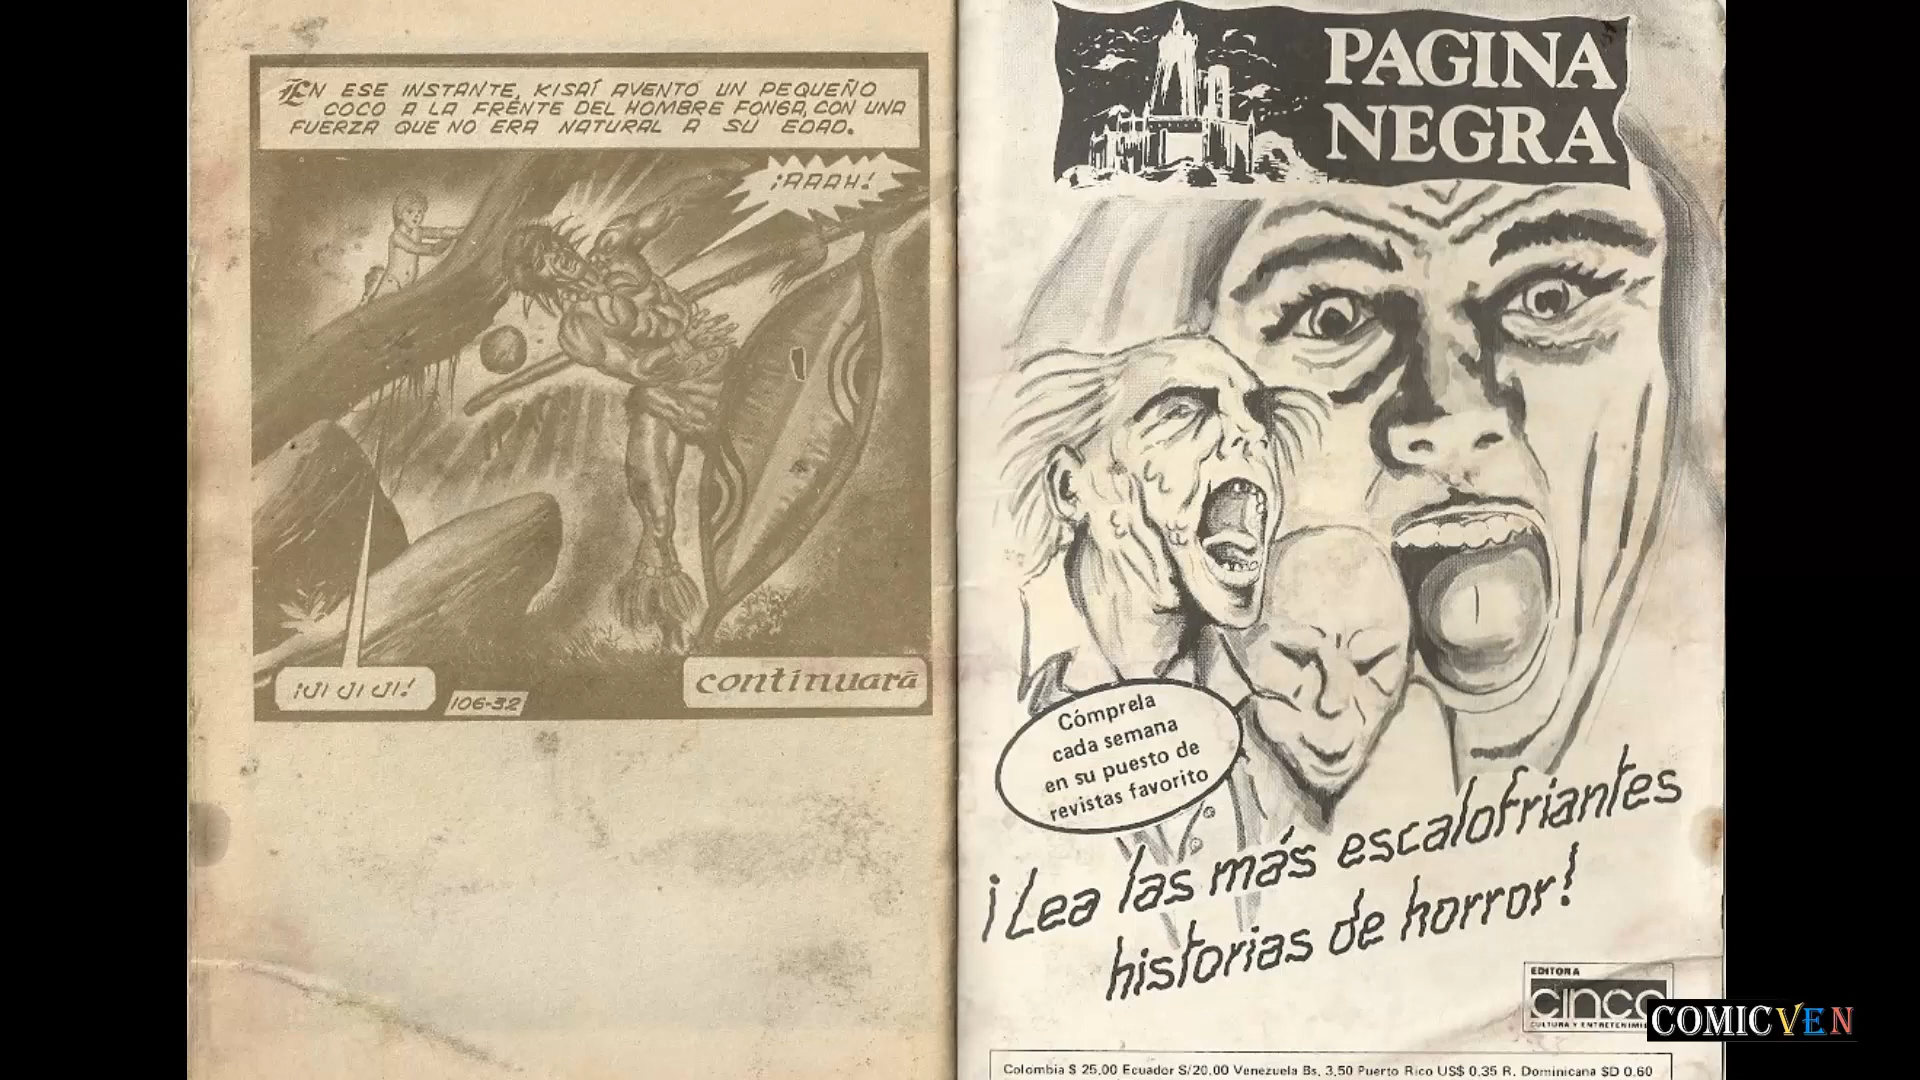 EN ESE INSTANTE, KISAÍ AVENTÓ UN PEQUEÑO
COCO A LA FRENTE DEL HOMBRE FONGA, CON UNA
FUERZA QUE NO ERA NATURAL A SU EDAD.
¡AAAH!
¡JI JI JI!
106-32
continuará
PAGINA
NEGRA
Cómprela
cada semana
en su puesto de
revistas favorito
¡Lea las más escalofriantes
historias de horror!
EDITORA
cinco
CULTURA Y
COMICVEN
Colombia $ 25,00 Ecuador S/20,00 Venezuela Bs. 3,50 Puerto Rico US$ 0,35 R. Dominicana $D 0.60